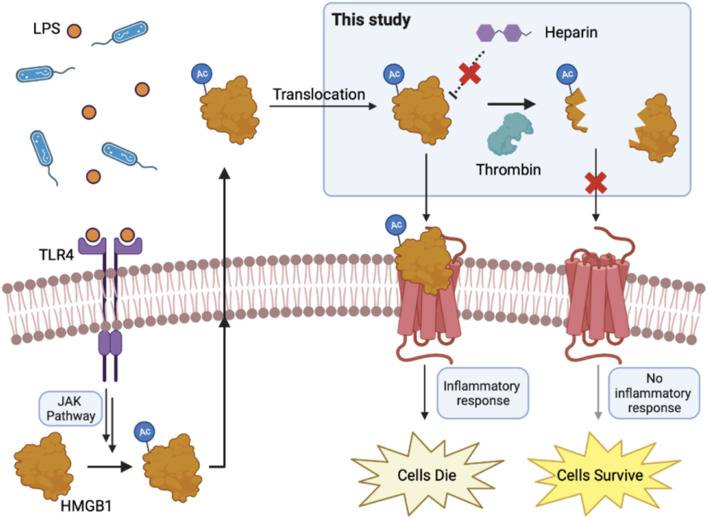 LPS
This study
Heparin
Ac
Ac
Ac
Translocation
Thrombin
Ac
TLR4
JAK
Pathway
Ac
HMGB1
Inflammatory
response
No
inflammatory
response
Cells Die
Cells Survive